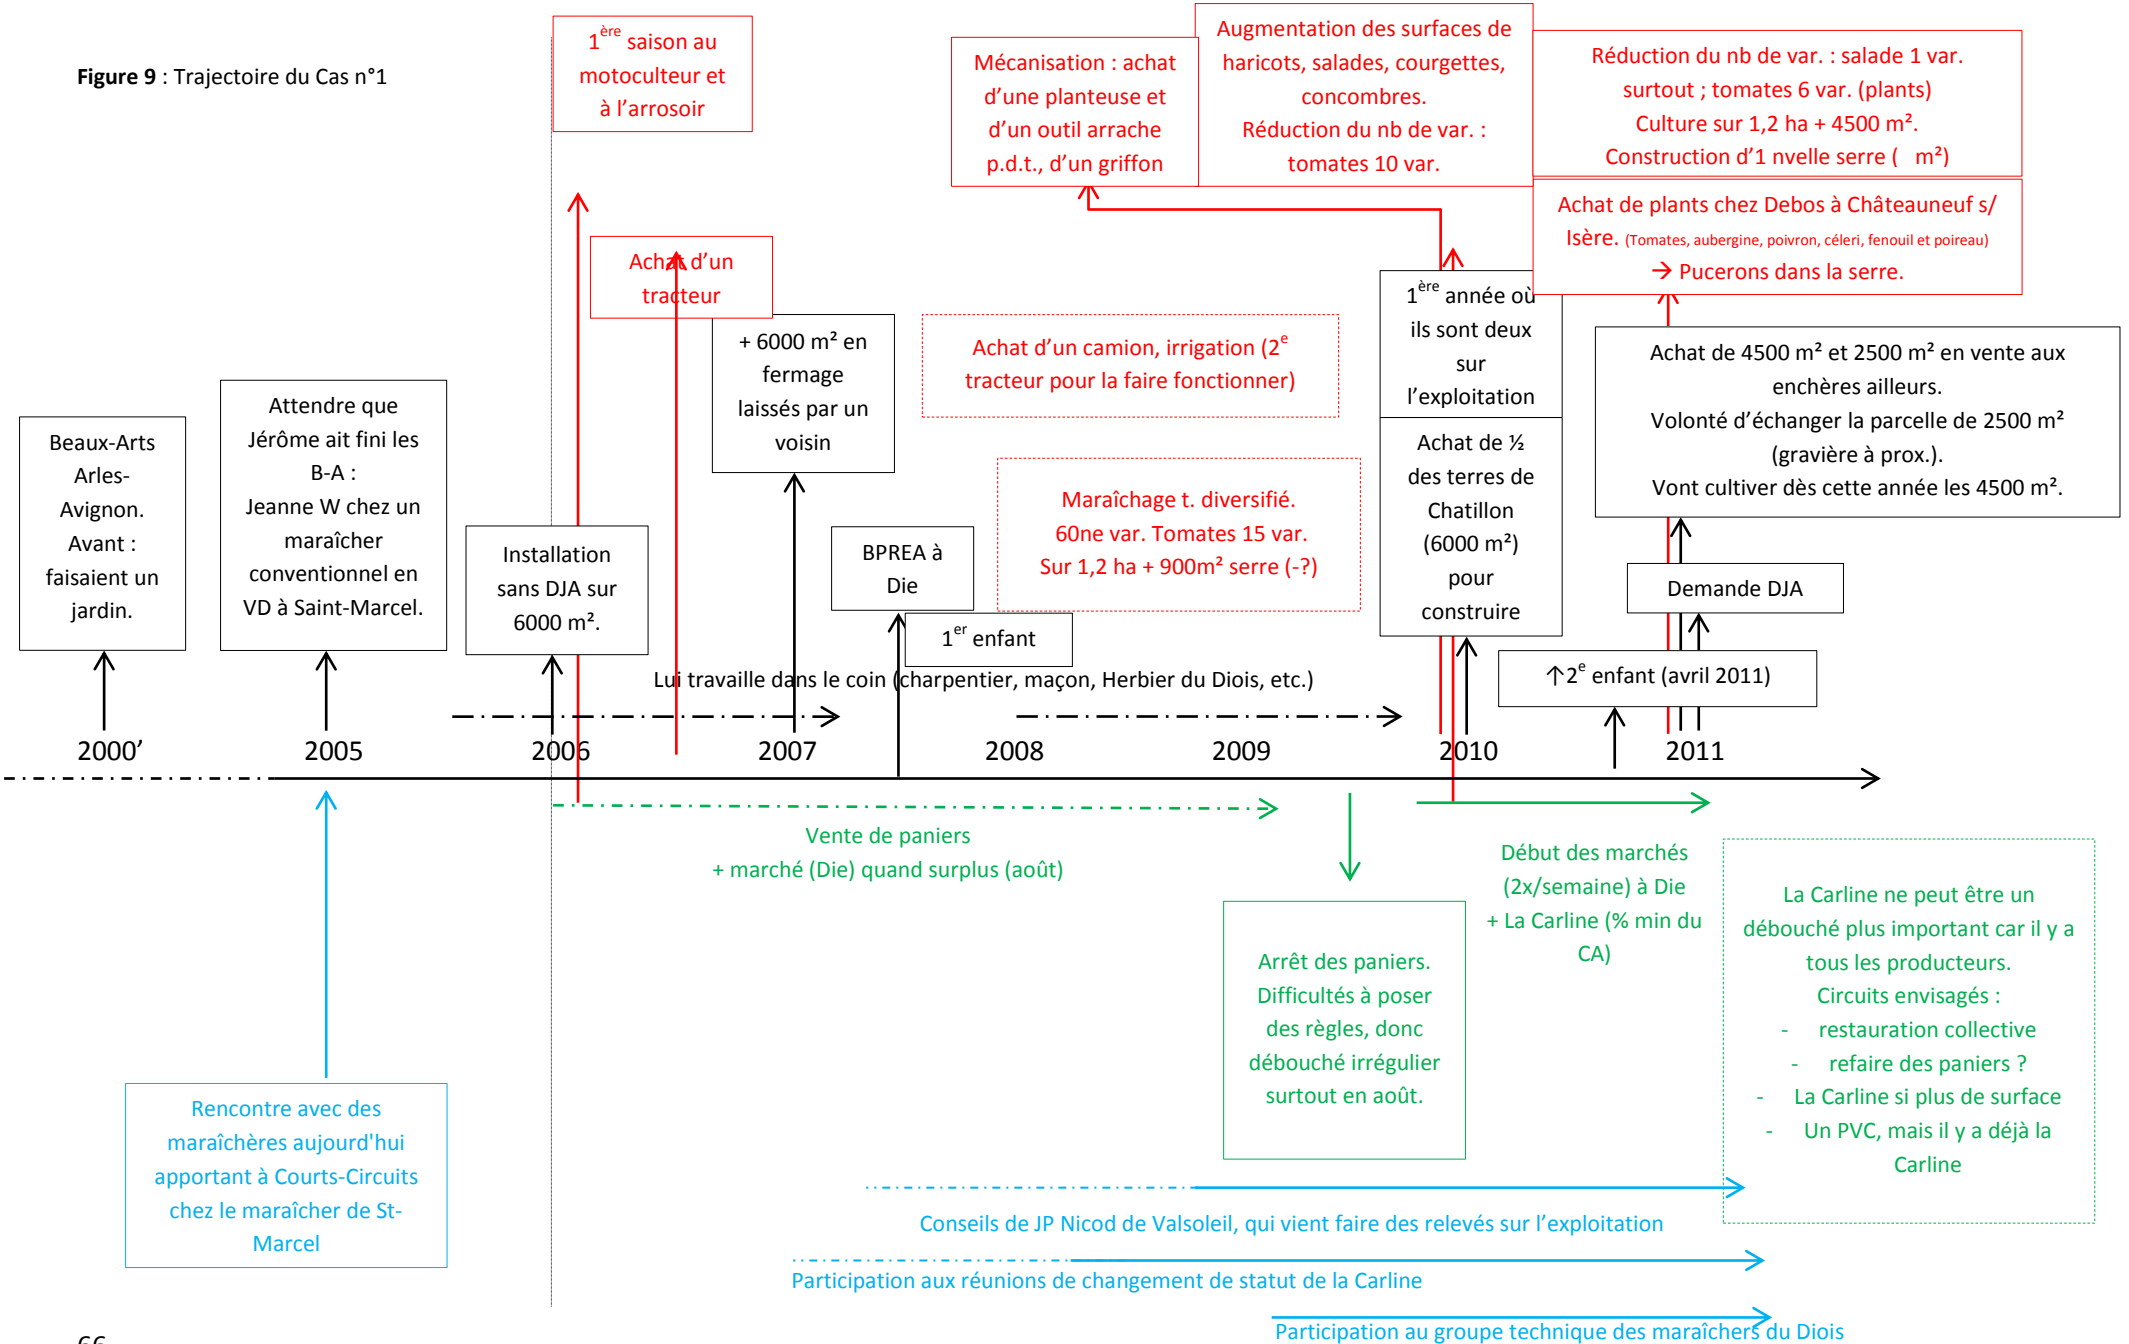 Figure 9 : Trajectoire du Cas n°1
1ère saison au
motoculteur et
à l’arrosoir
Mécanisation : achat
d’une planteuse et
d’un outil arrache
p.d.t., d’un griffon
Augmentation des surfaces de
haricots, salades, courgettes,
concombres.
Réduction du nb de var. :
tomates 10 var.
Réduction du nb de var. : salade 1 var.
surtout ; tomates 6 var. (plants)
Culture sur 1,2 ha + 4500 m².
Construction d’1 nvelle serre ( m²)
Achat de plants chez Debos à Châteauneuf s/
Isère. (Tomates, aubergine, poivron, céleri, fenouil et poireau)
→ Pucerons dans la serre.
Achat d’un
tracteur
+ 6000 m² en
fermage
laissés par un
voisin
Achat d’un camion, irrigation (2e
tracteur pour la faire fonctionner)
1ère année où
ils sont deux
sur
l’exploitation
Achat de 4500 m² et 2500 m² en vente aux
enchères ailleurs.
Volonté d’échanger la parcelle de 2500 m²
(gravière à prox.).
Vont cultiver dès cette année les 4500 m².
Beaux-Arts
Arles-
Avignon.
Avant :
faisaient un
jardin.
Attendre que
Jérôme ait fini les
B-A :
Jeanne W chez un
maraîcher
conventionnel en
VD à Saint-Marcel.
Installation
sans DJA sur
6000 m².
BPREA à
Die
1er enfant
Maraîchage t. diversifié.
60ne var. Tomates 15 var.
Sur 1,2 ha + 900m² serre (-?)
Achat de ½
des terres de
Chatillon
(6000 m²)
pour
construire
Demande DJA
↑2e enfant (avril 2011)
Lui travaille dans le coin (charpentier, maçon, Herbier du Diois, etc.)
2000’ 2005 2006 2007 2008 2009 2010 2011
Vente de paniers
+ marché (Die) quand surplus (août)
Arrêt des paniers.
Difficultés à poser
des règles, donc
débouché irrégulier
surtout en août.
Début des marchés
(2x/semaine) à Die
+ La Carline (% min du
CA)
La Carline ne peut être un
débouché plus important car il y a
tous les producteurs.
Circuits envisagés :
- restauration collective
- refaire des paniers ?
- La Carline si plus de surface
- Un PVC, mais il y a déjà la
Carline
Rencontre avec des
maraîchères aujourd'hui
apportant à Courts-Circuits
chez le maraîcher de St-
Marcel
Conseils de JP Nicod de Valsoleil, qui vient faire des relevés sur l’exploitation
Participation aux réunions de changement de statut de la Carline
Participation au groupe technique des maraîchers du Diois
66